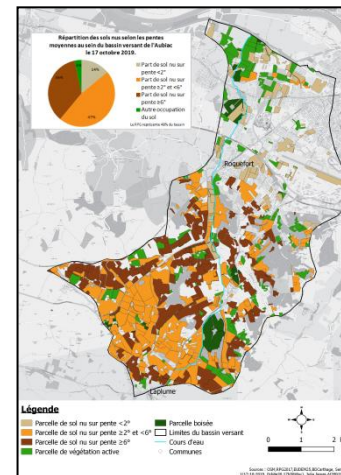 Répartition des sols nus selon les pentes
moyennes au sein du bassin versant de l'Aubiac
le 17 octobre 2019.
Part de sol nu sur
pente <2°
Part de sol nu sur
pente ≥2° et <6°
Part de sol nu sur
pente ≥6°
Autre occupation
du sol
Roquefort
Laplume
Légende
Parcelle de sol nu sur pente <2°
Parcelle de sol nu sur pente ≥2° et <6°
Parcelle de sol nu sur pente ≥6°
Parcelle de végétation active
Parcelle boisée
Limites du bassin versant
Cours d'eau
Communes
0 1 2
Sources :